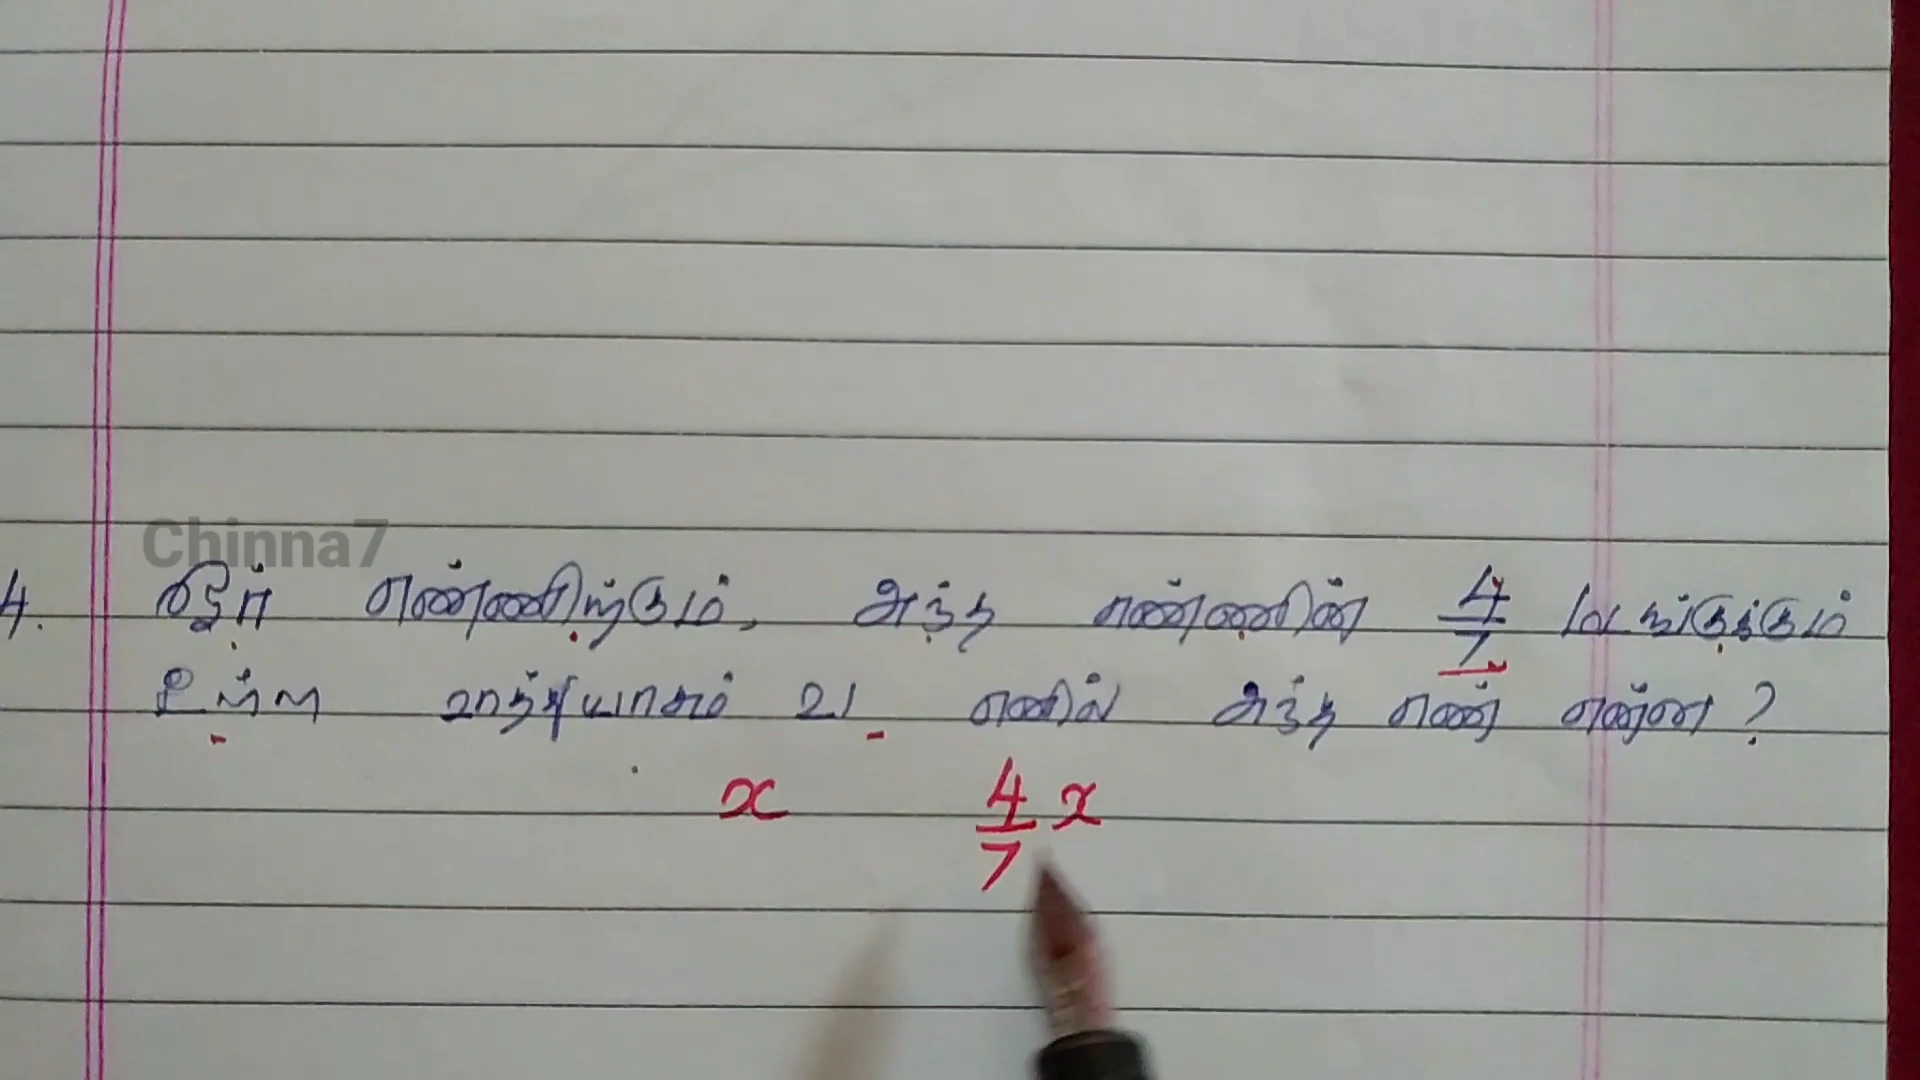 Chinna7
4. ஓர் எண்ணிற்கும், அந்த எண்ணின் 4/7 மடங்குக்கும்
உள்ள வாத்தியாசம் 21 எனில் அந்த எண் என்ன?
x 4/7 x